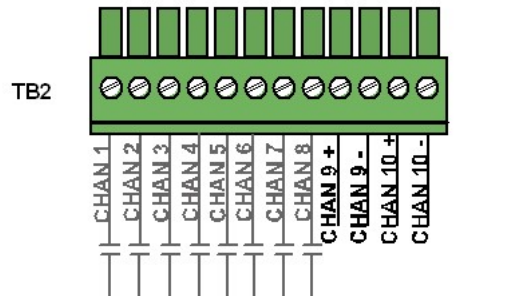 TB2
CHAN 1
CHAN 2
CHAN 3
CHAN 4
CHAN 5
CHAN 6
CHAN 7
CHAN 8
CHAN 9 +
CHAN 9 -
CHAN 10 +
CHAN 10 -